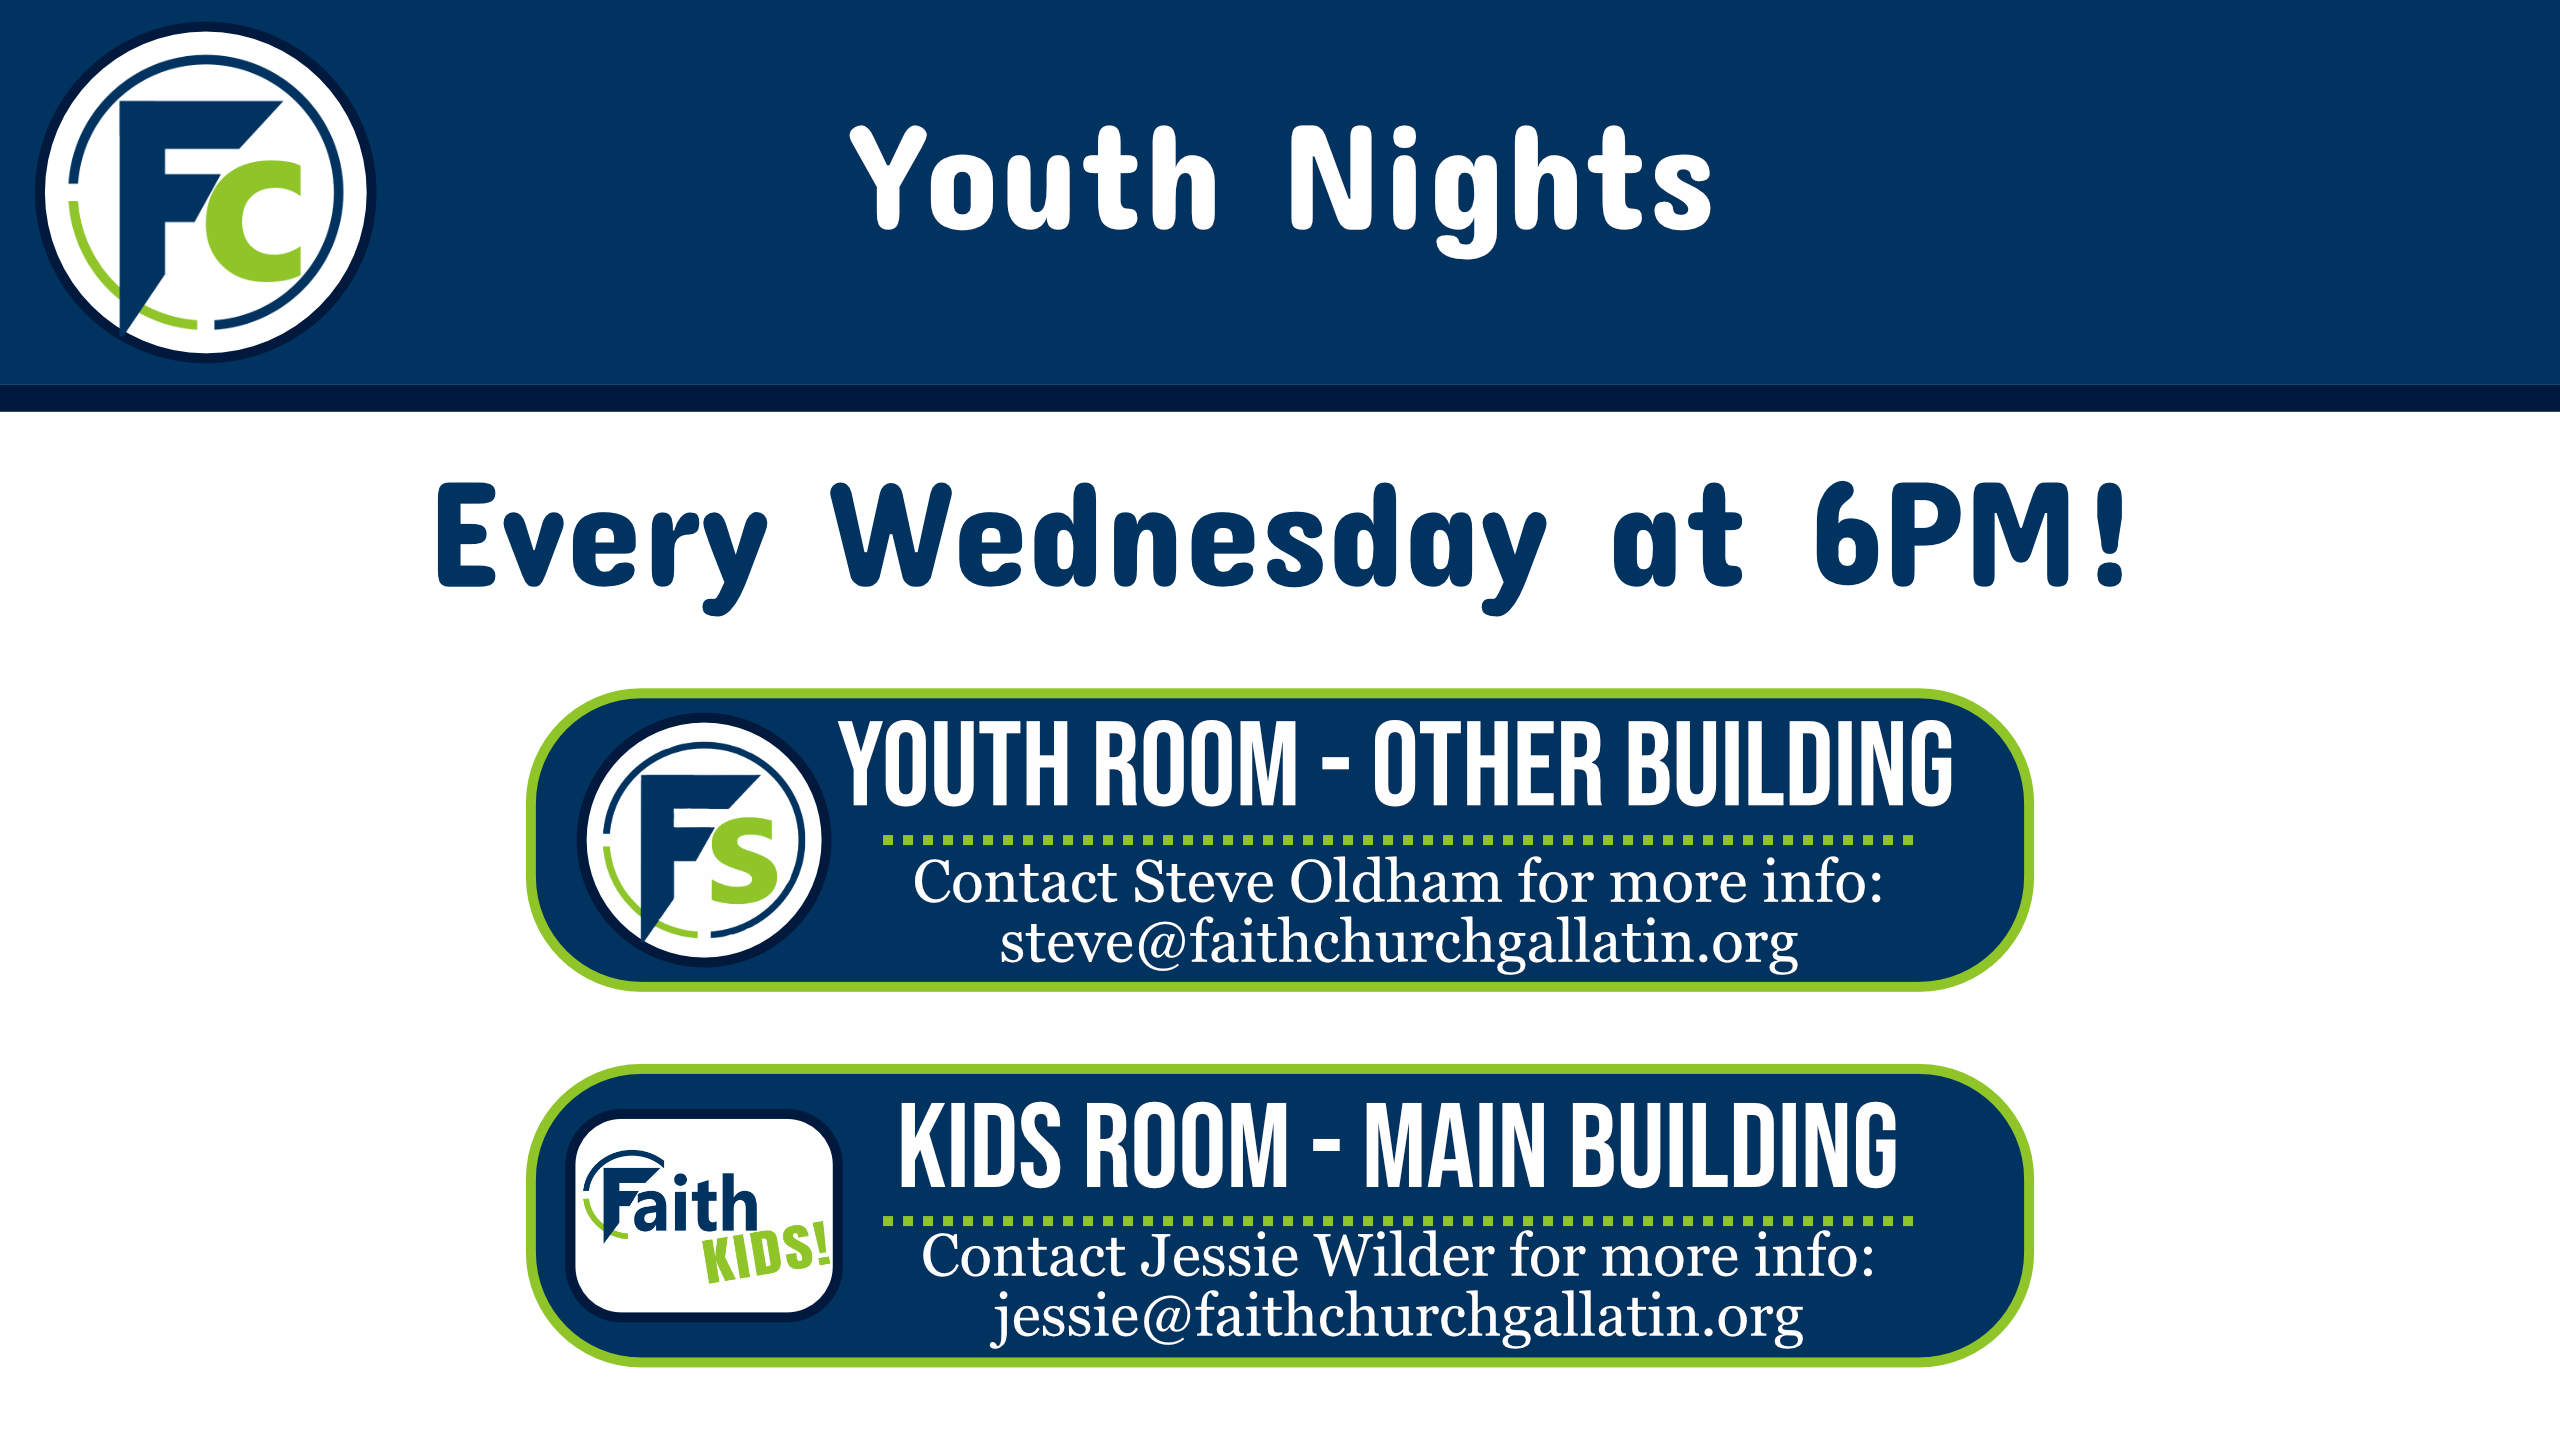 FC
Youth Nights
Every Wednesday at 6PM!
FS
YOUTH ROOM - OTHER BUILDING
Contact Steve Oldham for more info:
steve@faithchurchgallatin.org
Faith
KIDS!
KIDS ROOM - MAIN BUILDING
Contact Jessie Wilder for more info:
jessie@faithchurchgallatin.org